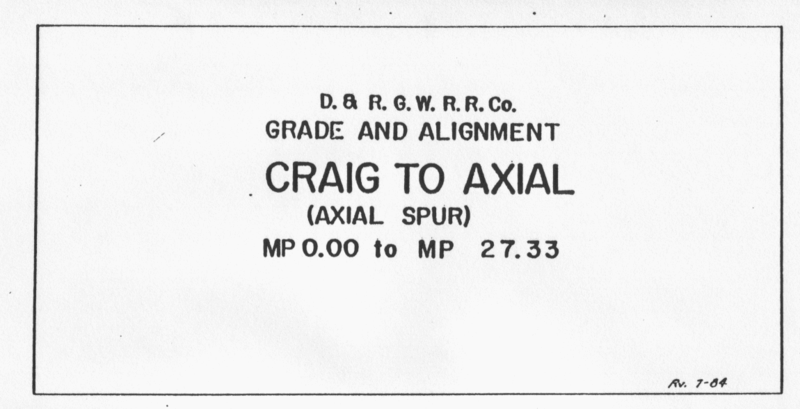 D. & R. G. W. R. R. Co.
GRADE AND ALIGNMENT
CRAIG TO AXIAL
(AXIAL SPUR)
MP 0.00 to MP 27.33
Rv. 7-84